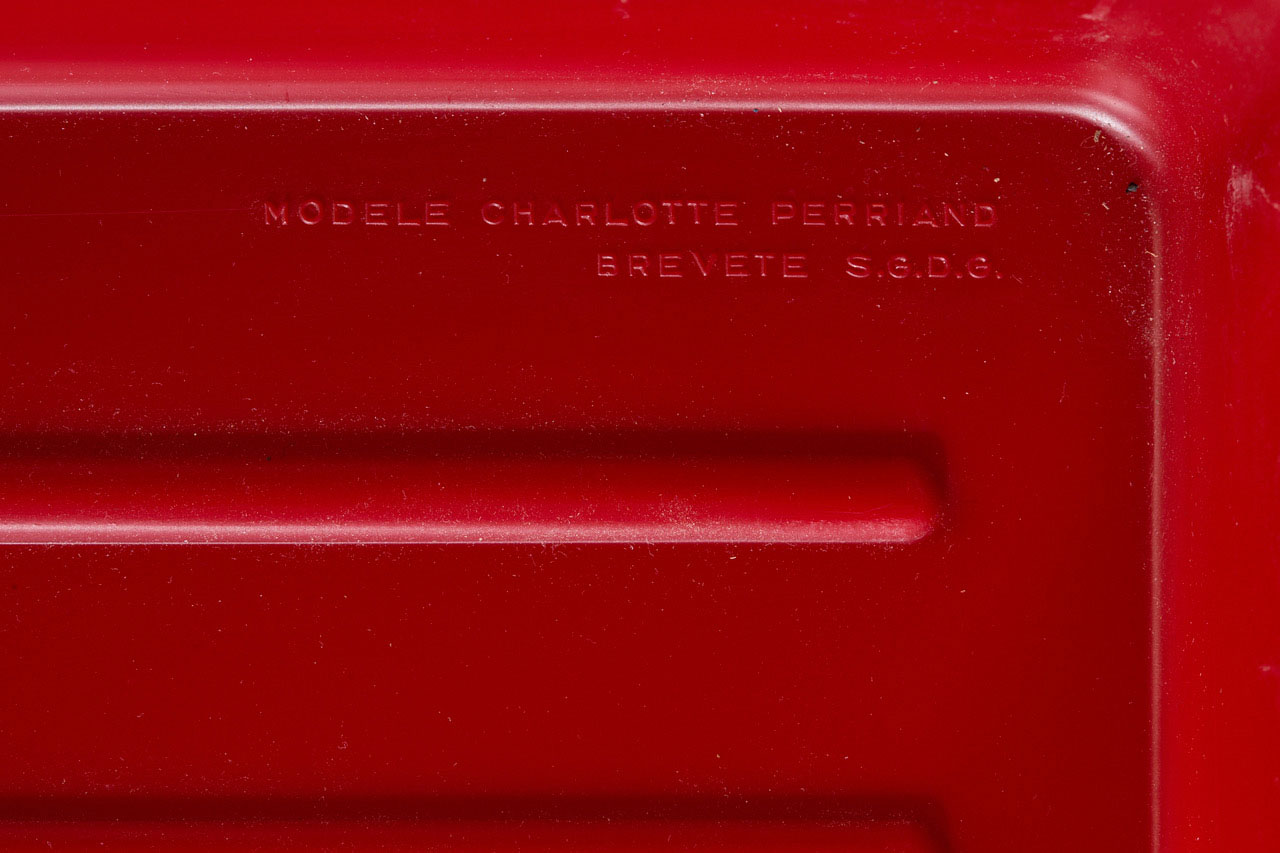 MODELE CHARLOTTE PERRIAND
BREVETE S.G.D.G.